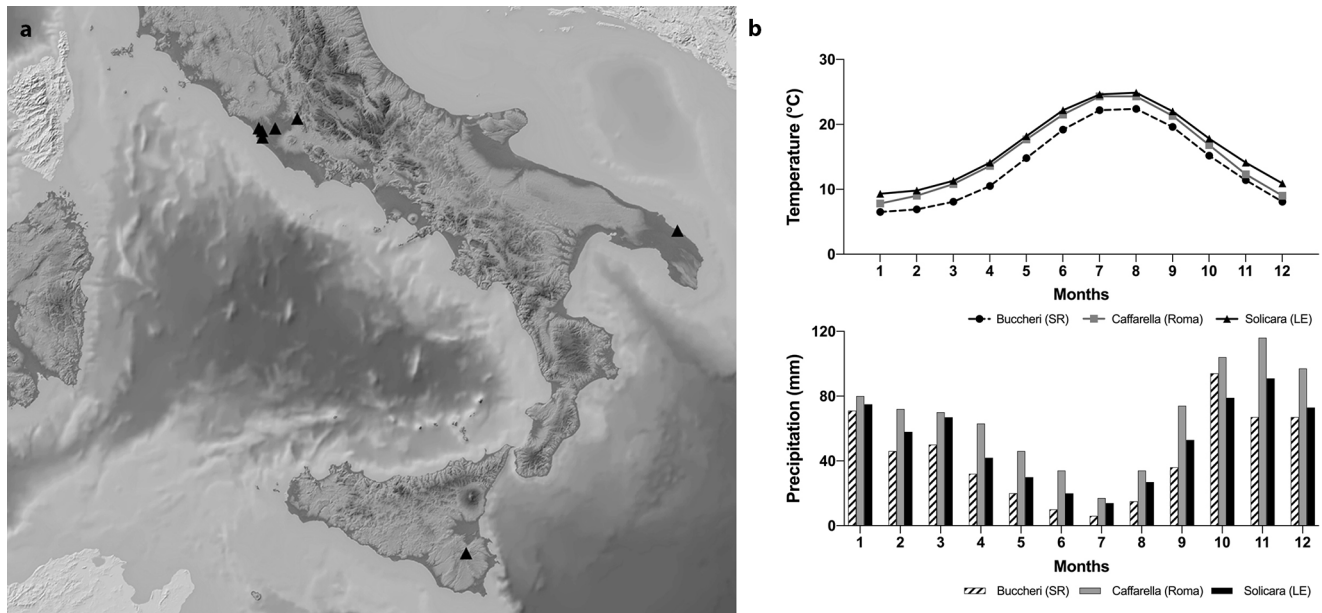 a
b
30
20
10
0
Temperature (°C)
1 2 3 4 5 6 7 8 9 10 11 12
Months
Buccheri (SR) Caffarella (Roma) Solicara (LE)
120
80
40
0
Precipitation (mm)
1 2 3 4 5 6 7 8 9 10 11 12
Months
Buccheri (SR) Caffarella (Roma) Solicara (LE)